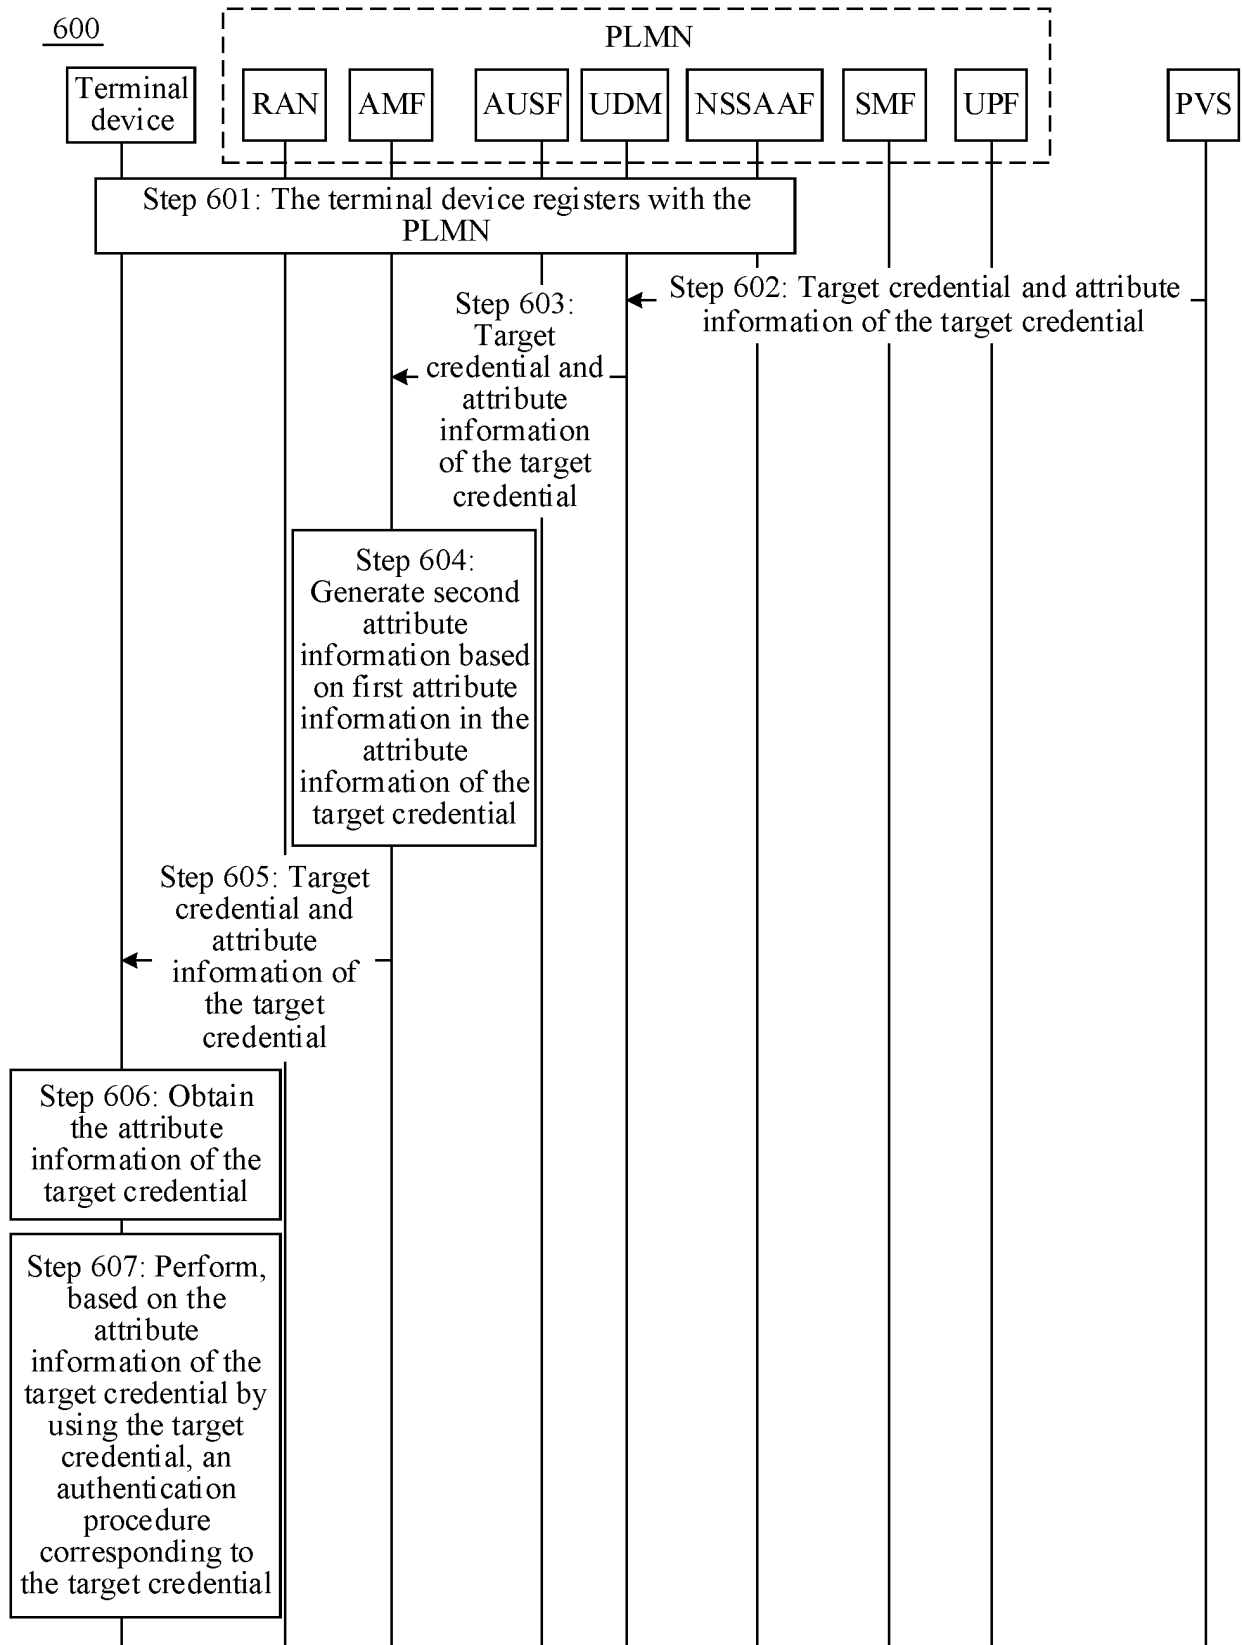 600
PLMN
Terminal
device
RAN
AMF
AUSF
UDM
NSSAAF
SMF
UPF
PVS
Step 601: The terminal device registers with the
PLMN
Step 602: Target credential and attribute
information of the target credential
Step 603:
Target
credential and
attribute
information
of the target
credential
Step 604:
Generate second
attribute
information based
on first attribute
information in the
attribute
information of the
target credential
Step 605: Target
credential and
attribute
information of
the target
credential
Step 606: Obtain
the attribute
information of the
target credential
Step 607: Perform,
based on the
attribute
information of the
target credential by
using the target
credential, an
authentication
procedure
corresponding to
the target credential